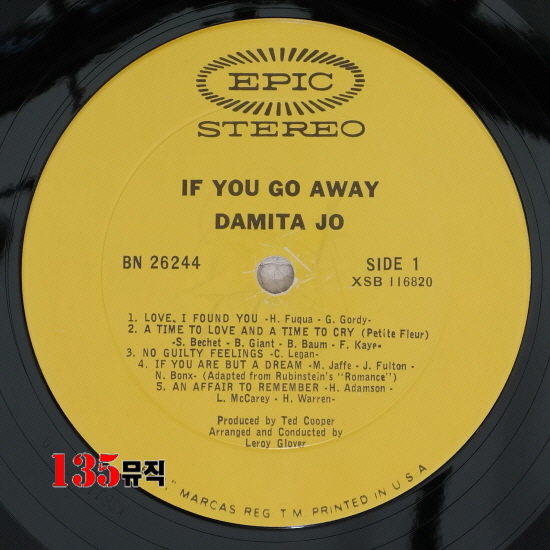 EPIC
STEREO
IF YOU GO AWAY
DAMITA JO
BN 26244
SIDE 1
XSB 116820
1. LOVE, I FOUND YOU -H. Fuqua - G. Gordy-
2. A TIME TO LOVE AND A TIME TO CRY (Petite Fleur)
-S. Bechet - B. Giant - B. Baum - F. Kaye-
3. NO GUILTY FEELINGS -C. Legan-
4. IF YOU ARE BUT A DREAM -M. Jaffe - J. Fulton -
N. Bonx- (Adapted from Rubinstein's "Romance")
5. AN AFFAIR TO REMEMBER -H. Adamson -
L. McCarey - H. Warren-
Produced by Ted Cooper
Arranged and Conducted by
Leroy Glover
135뮤직
" MARCAS REG T M PRINTED IN U S A